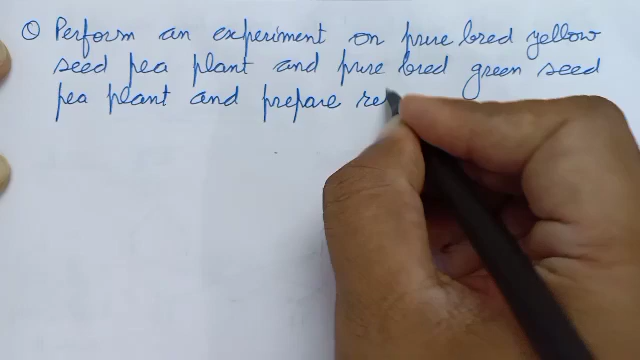 Perform an experiment on pure bred yellow
seed pea plant and pure bred green seed
pea plant and prepare re